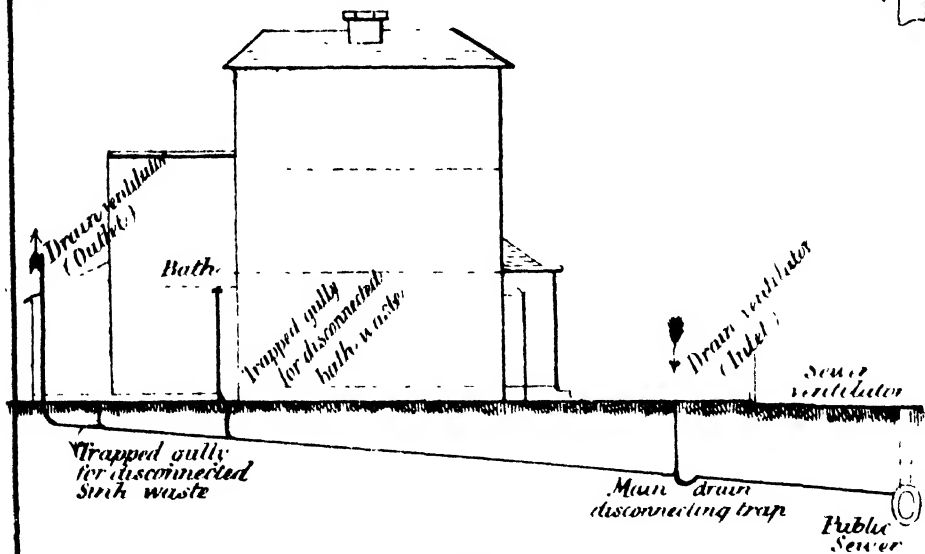 Drain ventilator
(Outlet)
Bath.
Trapped gully
for disconnected
bath waste
Drain ventilator
(Inlet)
Sewer
ventilator
Trapped gully
for disconnected
Sink waste
Main drain
disconnecting trap
Public
Sewer